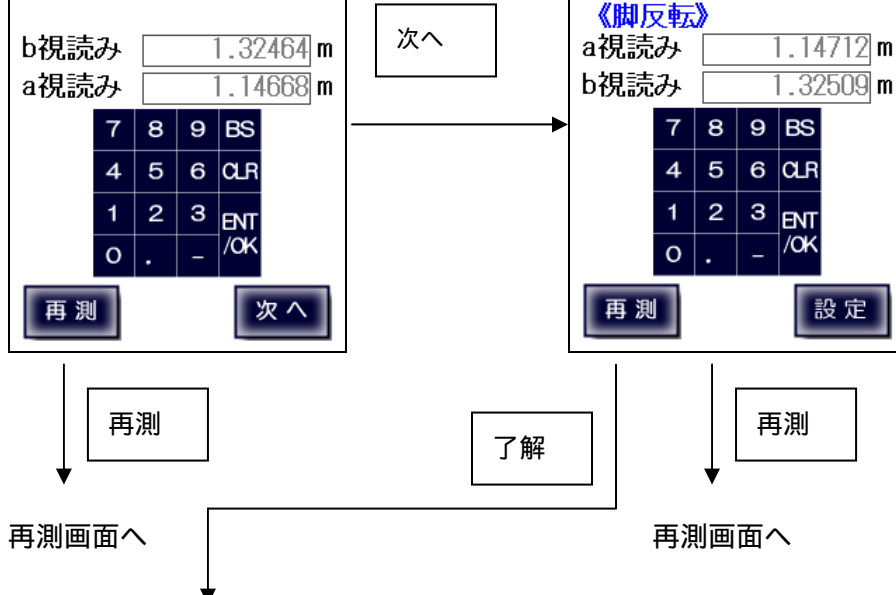 b視読み 1.32464 m
a視読み 1.14668 m
7 8 9 BS
4 5 6 CLR
1 2 3 ENT/OK
0 . -
再測 次へ
次へ
《脚反転》
a視読み 1.14712 m
b視読み 1.32509 m
7 8 9 BS
4 5 6 CLR
1 2 3 ENT/OK
0 . -
再測 設定
再測
了解
再測
再測画面へ
再測画面へ